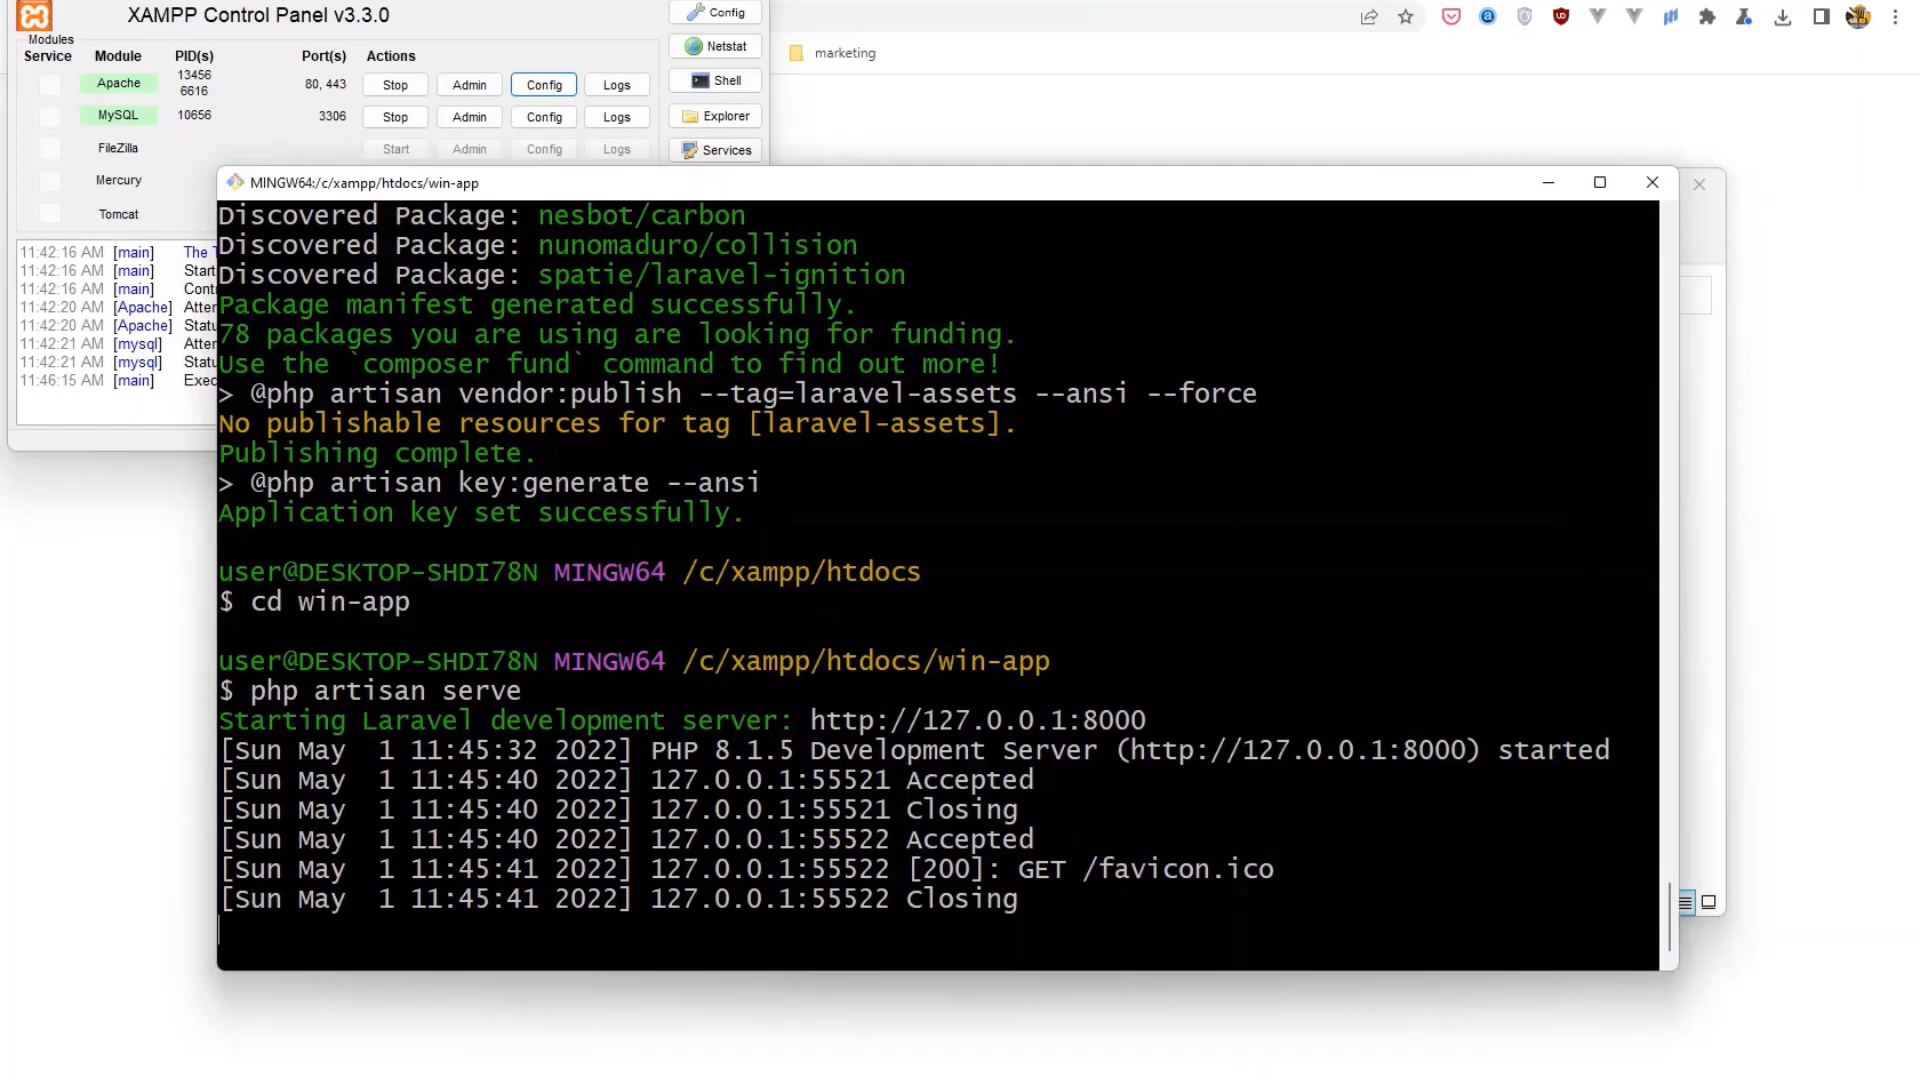 XAMPP Control Panel v3.3.0
Modules
Service Module PID(s) Port(s) Actions
Apache 13456 6616 80, 443 Stop Admin Config Logs
MySQL 10656 3306 Stop Admin Config Logs
FileZilla Start Admin Config Logs
Mercury
Tomcat
Config
Netstat
Shell
Explorer
Services
marketing
11:42:16 AM [main] The
11:42:16 AM [main] Start
11:42:16 AM [main] Cont
11:42:20 AM [Apache] Atter
11:42:20 AM [Apache] Statu
11:42:21 AM [mysql] Atter
11:42:21 AM [mysql] Statu
11:46:15 AM [main] Exec
MINGW64:/c/xampp/htdocs/win-app
Discovered Package: nesbot/carbon
Discovered Package: nunomaduro/collision
Discovered Package: spatie/laravel-ignition
Package manifest generated successfully.
78 packages you are using are looking for funding.
Use the `composer fund` command to find out more!
> @php artisan vendor:publish --tag=laravel-assets --ansi --force
No publishable resources for tag [laravel-assets].
Publishing complete.
> @php artisan key:generate --ansi
Application key set successfully.
user@DESKTOP-SHDI78N MINGW64 /c/xampp/htdocs
$ cd win-app
user@DESKTOP-SHDI78N MINGW64 /c/xampp/htdocs/win-app
$ php artisan serve
Starting Laravel development server: http://127.0.0.1:8000
[Sun May  1 11:45:32 2022] PHP 8.1.5 Development Server (http://127.0.0.1:8000) started
[Sun May  1 11:45:40 2022] 127.0.0.1:55521 Accepted
[Sun May  1 11:45:40 2022] 127.0.0.1:55521 Closing
[Sun May  1 11:45:40 2022] 127.0.0.1:55522 Accepted
[Sun May  1 11:45:41 2022] 127.0.0.1:55522 [200]: GET /favicon.ico
[Sun May  1 11:45:41 2022] 127.0.0.1:55522 Closing